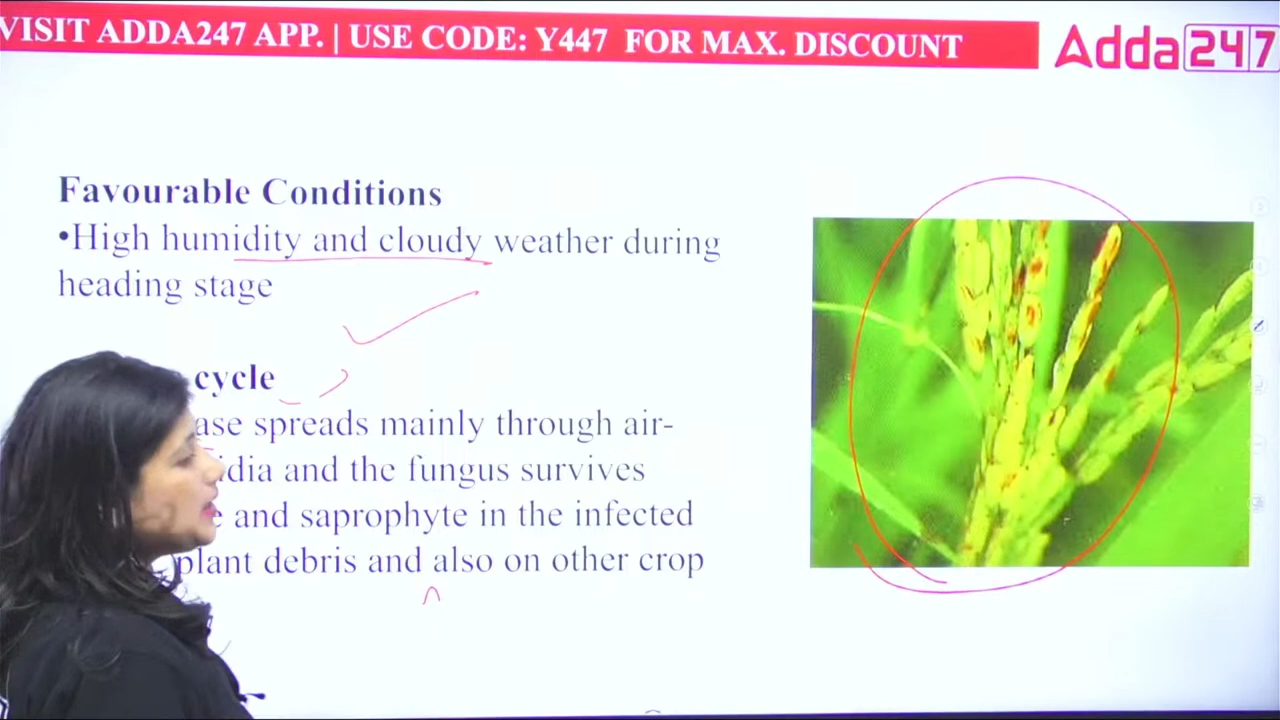 VISIT ADDA247 APP. | USE CODE: Y447 FOR MAX. DISCOUNT
Adda247
Favourable Conditions
•High humidity and cloudy weather during
heading stage
cycle
ase spreads mainly through air-
idia and the fungus survives
e and saprophyte in the infected
plant debris and also on other crop